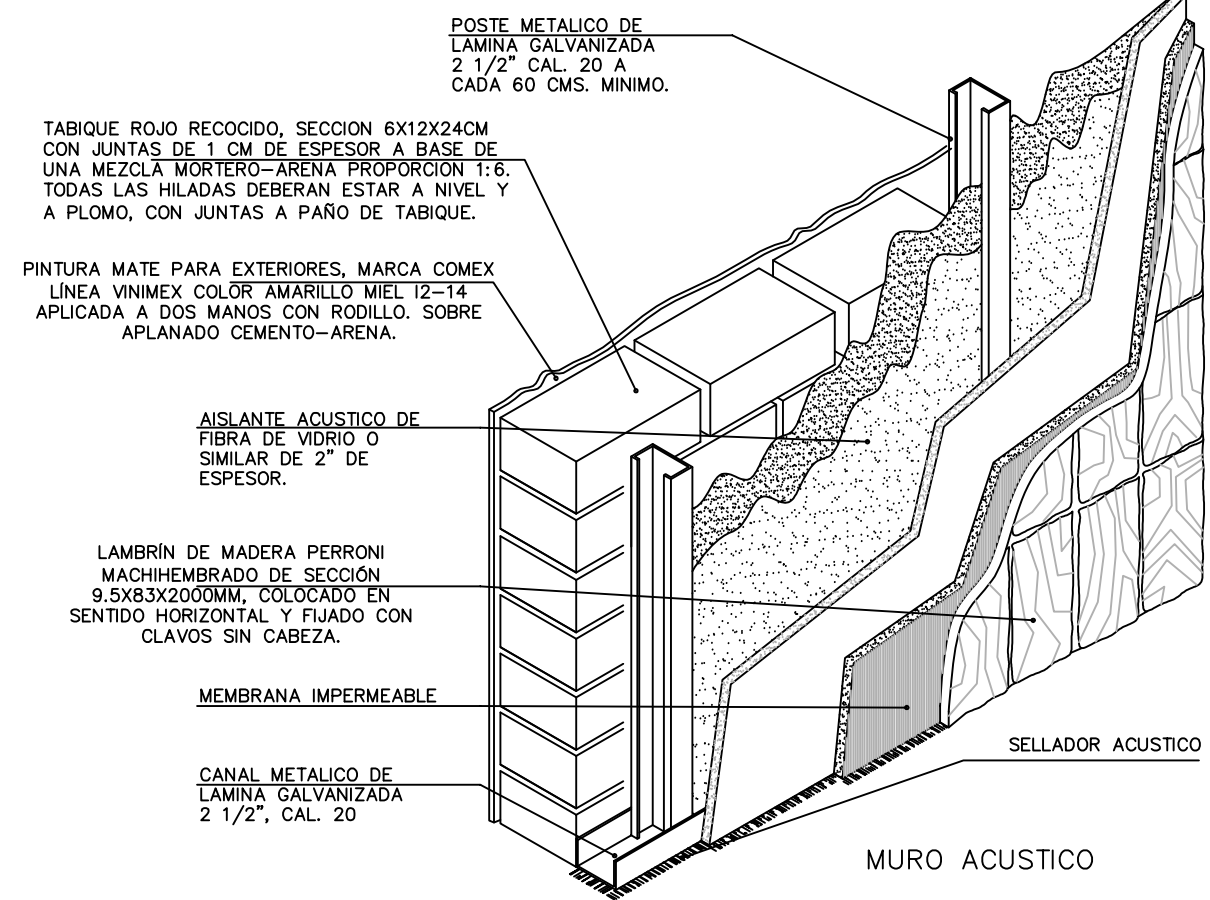 POSTE METALICO DE
LAMINA GALVANIZADA
2 1/2" CAL. 20 A
CADA 60 CMS. MINIMO.
TABIQUE ROJO RECOCIDO, SECCION 6X12X24CM
CON JUNTAS DE 1 CM DE ESPESOR A BASE DE
UNA MEZCLA MORTERO-ARENA PROPORCION 1:6.
TODAS LAS HILADAS DEBERAN ESTAR A NIVEL Y
A PLOMO, CON JUNTAS A PAÑO DE TABIQUE.
PINTURA MATE PARA EXTERIORES, MARCA COMEX
LÍNEA VINIMEX COLOR AMARILLO MIEL I2-14
APLICADA A DOS MANOS CON RODILLO. SOBRE
APLANADO CEMENTO-ARENA.
AISLANTE ACUSTICO DE
FIBRA DE VIDRIO O
SIMILAR DE 2" DE
ESPESOR.
LAMBRÍN DE MADERA PERRONI
MACHIHEMBRADO DE SECCIÓN
9.5X83X2000MM, COLOCADO EN
SENTIDO HORIZONTAL Y FIJADO CON
CLAVOS SIN CABEZA.
MEMBRANA IMPERMEABLE
SELLADOR ACUSTICO
CANAL METALICO DE
LAMINA GALVANIZADA
2 1/2", CAL. 20
MURO ACUSTICO